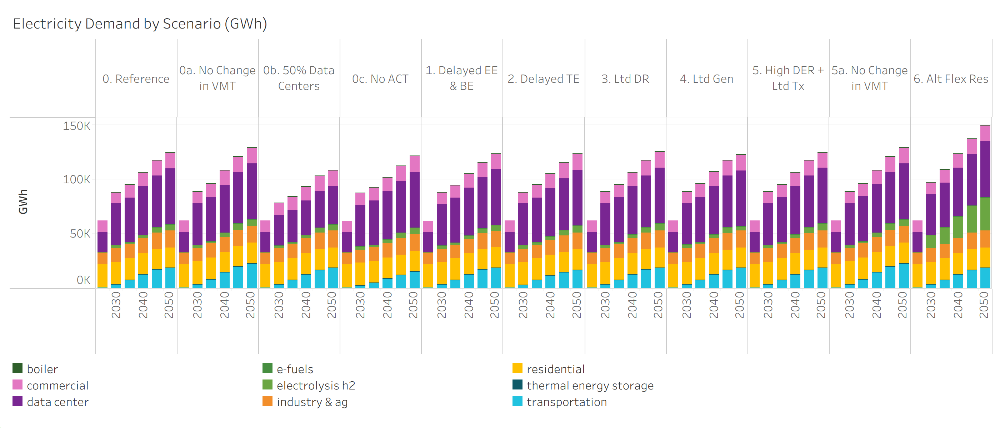 Electricity Demand by Scenario (GWh)
0. Reference
0a. No Change
in VMT
0b. 50% Data
Centers
0c. No ACT
1. Delayed EE
& BE
2. Delayed TE
3. Ltd DR
4. Ltd Gen
5. High DER +
Ltd Tx
5a. No Change
in VMT
6. Alt Flex Res
GWh
150K
100K
50K
0K
2030 2040 2050 2030 2040 2050 2030 2040 2050 2030 2040 2050 2030 2040 2050 2030 2040 2050 2030 2040 2050 2030 2040 2050 2030 2040 2050 2030 2040 2050 2030 2040 2050
boiler
commercial
data center
e-fuels
electrolysis h2
industry & ag
residential
thermal energy storage
transportation